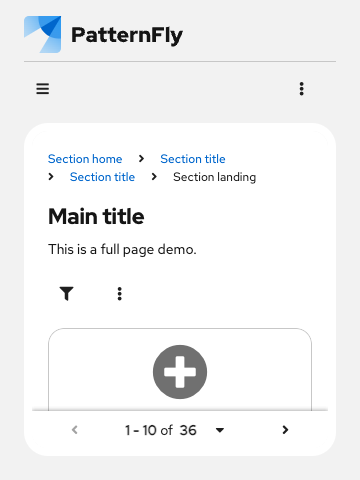 PatternFly
Section home Section title
Section title Section landing
Main title
This is a full page demo.
1 - 10 of 36